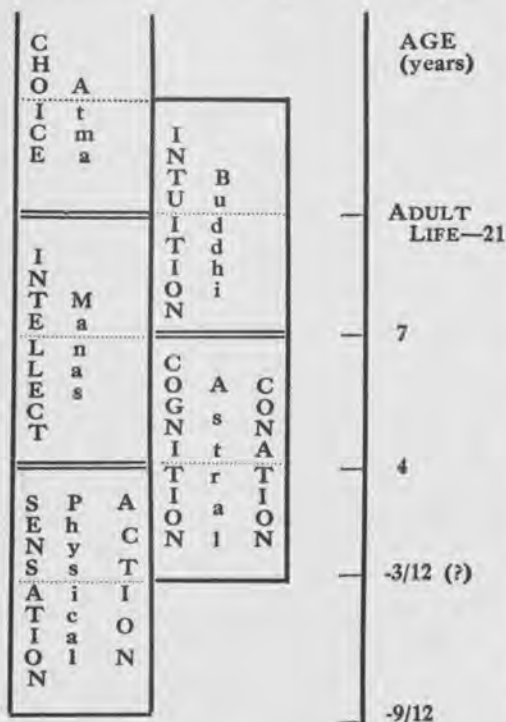 CHOICE
Atma
AGE
(years)
INTUITION
Buddhi
ADULT
LIFE—21
INTELLECT
Manas
7
COGNITION
Astral
CONATION
4
SENSATION
Physical
ACTION
-3/12 (?)
-9/12